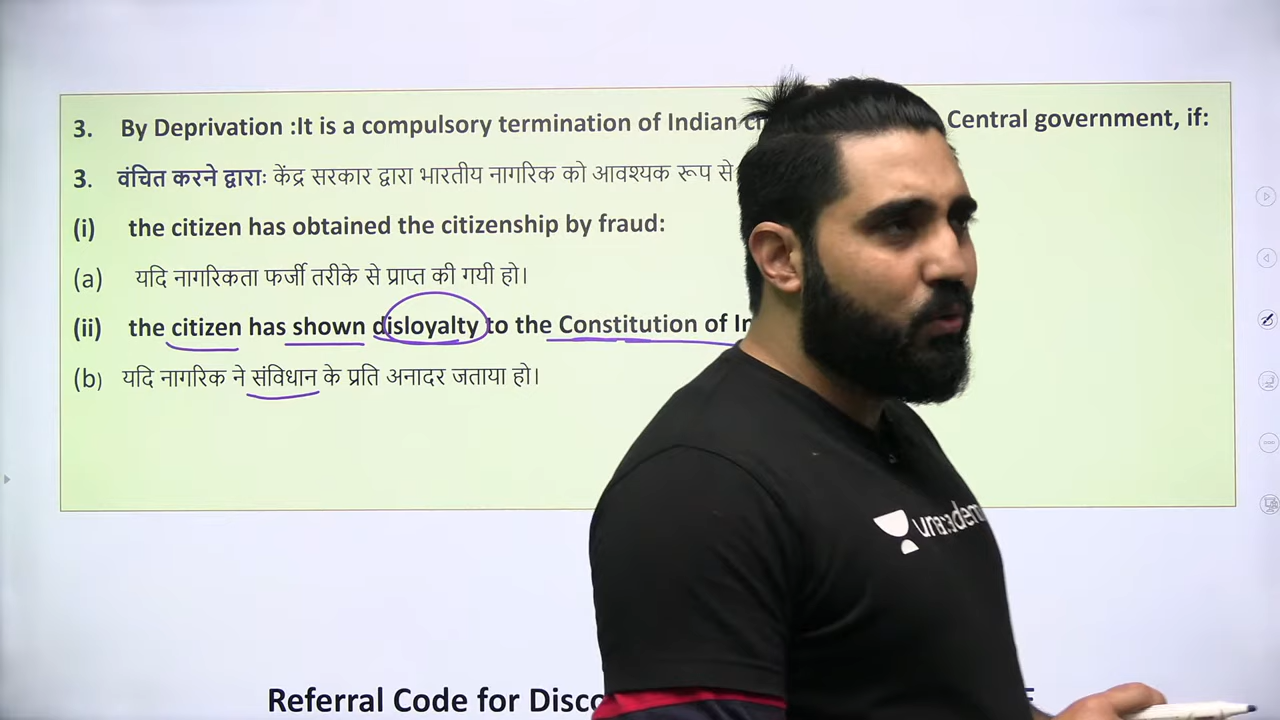 3. By Deprivation :It is a compulsory termination of Indian Central government, if:
3. वंचित करने द्वाराः केंद्र सरकार द्वारा भारतीय नागरिक को आवश्यक रूप से
(i) the citizen has obtained the citizenship by fraud:
(a) यदि नागरिकता फर्जी तरीके से प्राप्त की गयी हो।
(ii) the citizen has shown disloyalty to the Constitution of
(b) यदि नागरिक ने संविधान के प्रति अनादर जताया हो।
unacadem
Referral Code for